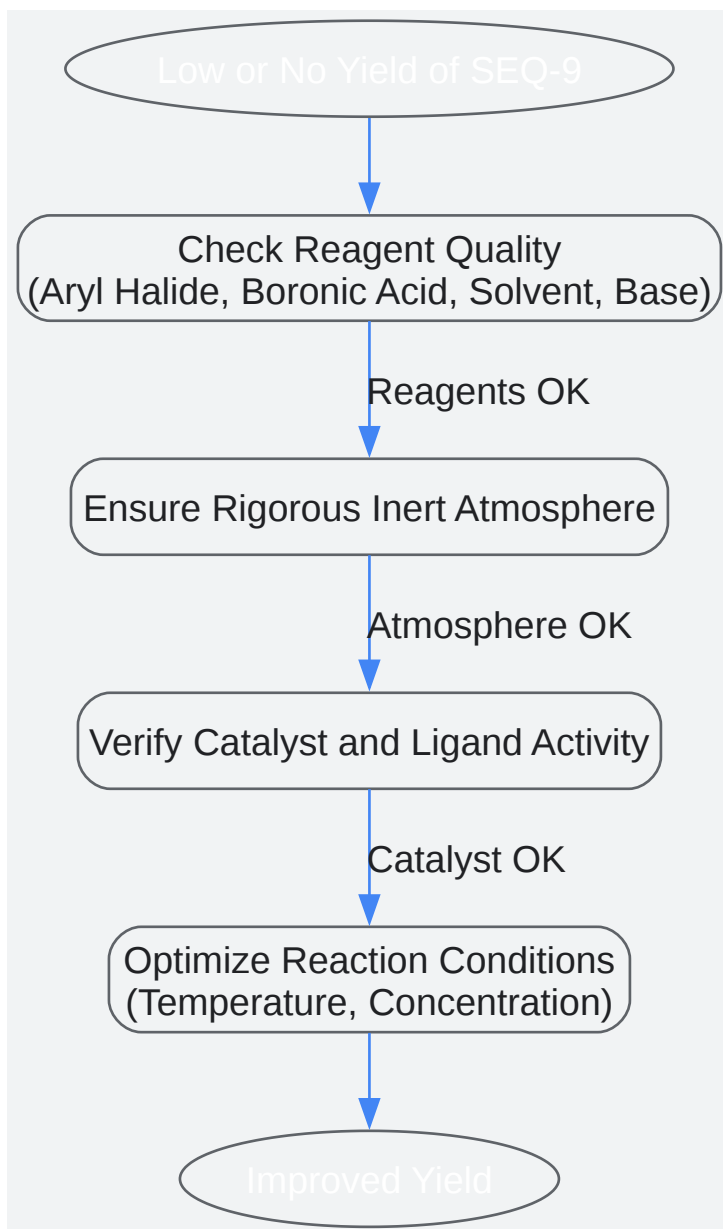 Low or No Yield of SEQ-9
Check Reagent Quality
(Aryl Halide, Boronic Acid, Solvent, Base)
Reagents OK
Ensure Rigorous Inert Atmosphere
Atmosphere OK
Verify Catalyst and Ligand Activity
Catalyst OK
Optimize Reaction Conditions
(Temperature, Concentration)
Improved Yield